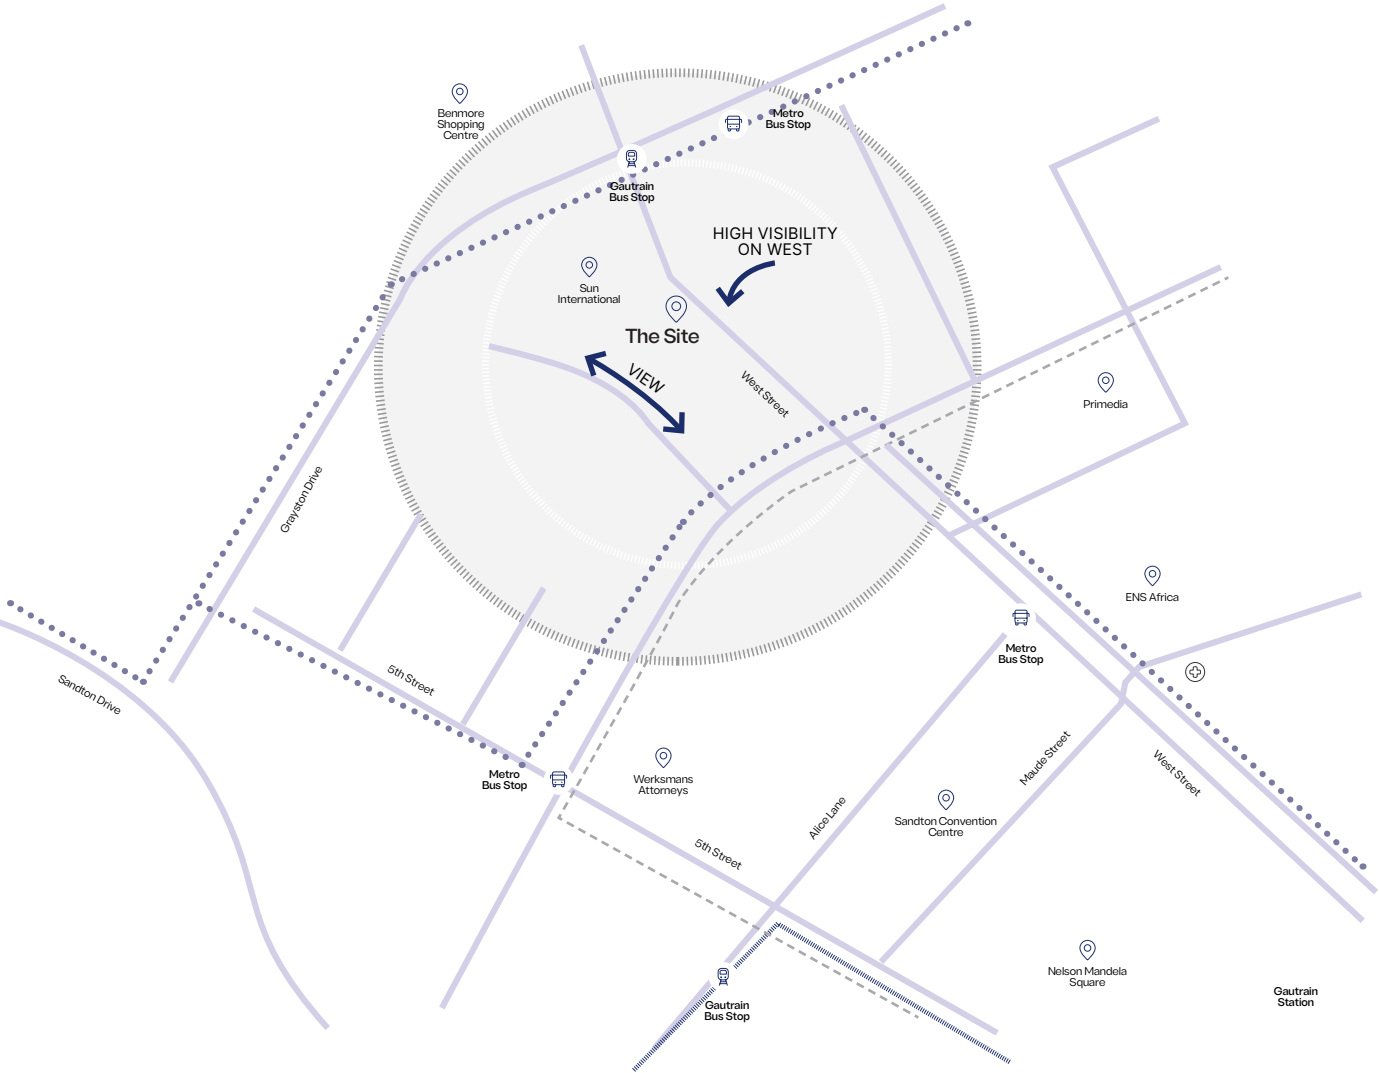 Benmore
Shopping
Centre
Metro
Bus Stop
Gautrain
Bus Stop
HIGH VISIBILITY
ON WEST
Sun
International
The Site
VIEW
West Street
Primedia
Grayston Drive
ENS Africa
Metro
Bus Stop
5th Street
Sandton Drive
Metro
Bus Stop
Werksmans
Attorneys
Maude Street
West Street
Alice Lane
Sandton Convention
Centre
5th Street
Nelson Mandela
Square
Gautrain
Station
Gautrain
Bus Stop